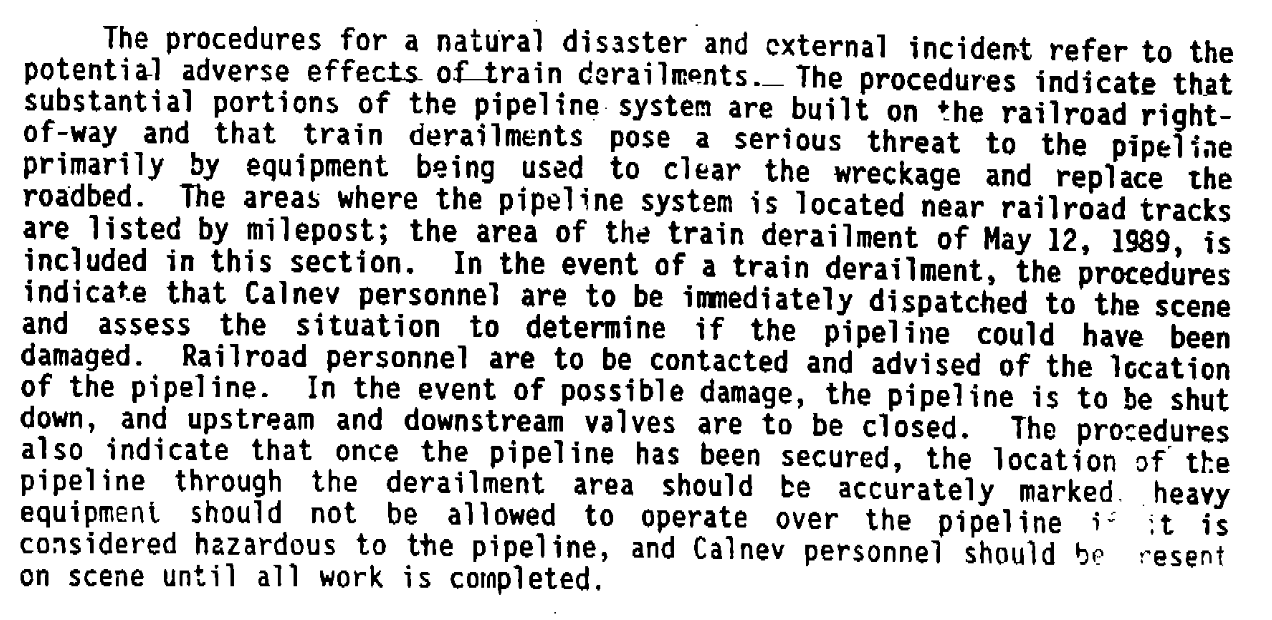 The procedures for a natural disaster and external incident refer to the
potential adverse effects of train derailments. The procedures indicate that
substantial portions of the pipeline system are built on the railroad right-
of-way and that train derailments pose a serious threat to the pipeline
primarily by equipment being used to clear the wreckage and replace the
roadbed. The areas where the pipeline system is located near railroad tracks
are listed by milepost; the area of the train derailment of May 12, 1989, is
included in this section. In the event of a train derailment, the procedures
indicate that Calnev personnel are to be immediately dispatched to the scene
and assess the situation to determine if the pipeline could have been
damaged. Railroad personnel are to be contacted and advised of the location
of the pipeline. In the event of possible damage, the pipeline is to be shut
down, and upstream and downstream valves are to be closed. The procedures
also indicate that once the pipeline has been secured, the location of the
pipeline through the derailment area should be accurately marked. heavy
equipment should not be allowed to operate over the pipeline if it is
considered hazardous to the pipeline, and Calnev personnel should be resent
on scene until all work is completed.